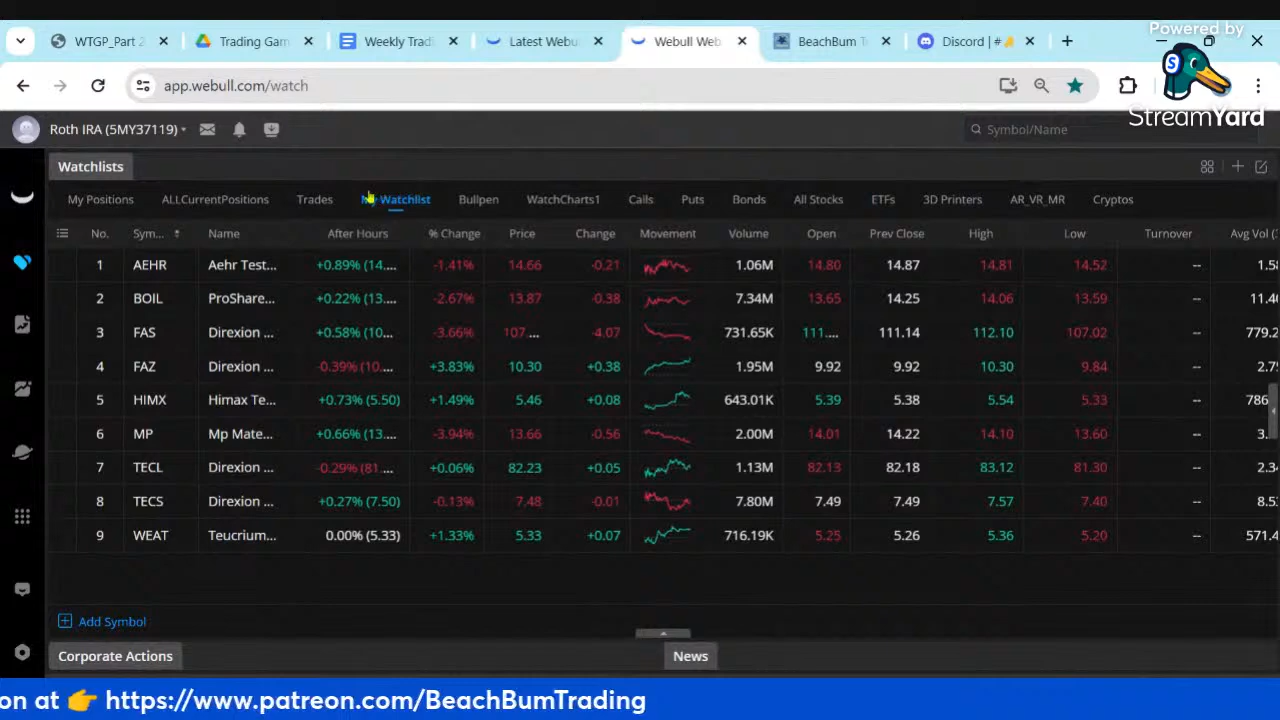 Powered by
StreamYard
WTGP_Part 2
Trading Gam
Weekly Tradi
Latest Webu
Webull Web
BeachBum T
Discord | #
app.webull.com/watch
Roth IRA (5MY37119)
Symbol/Name
Watchlists
My Positions ALLCurrentPositions Trades My Watchlist Bullpen WatchCharts1 Calls Puts Bonds All Stocks ETFs 3D Printers AR_VR_MR Cryptos
No. Sym... Name After Hours % Change Price Change Movement Volume Open Prev Close High Low Turnover Avg Vol (
1 AEHR Aehr Test... +0.89% (14.... -1.41% 14.66 -0.21 1.06M 14.80 14.87 14.81 14.52 -- 1.58
2 BOIL ProShare... +0.22% (13.... -2.67% 13.87 -0.38 7.34M 13.65 14.25 14.06 13.59 -- 11.40
3 FAS Direxion ... +0.58% (10.... -3.66% 107.... -4.07 731.65K 111.... 111.14 112.10 107.02 -- 779.2
4 FAZ Direxion ... -0.39% (10.... +3.83% 10.30 +0.38 1.95M 9.92 9.92 10.30 9.84 -- 2.75
5 HIMX Himax Te... +0.73% (5.50) +1.49% 5.46 +0.08 643.01K 5.39 5.38 5.54 5.33 -- 786
6 MP Mp Mate... +0.66% (13.... -3.94% 13.66 -0.56 2.00M 14.01 14.22 14.10 13.60 -- 3.
7 TECL Direxion ... -0.29% (81.... +0.06% 82.23 +0.05 1.13M 82.13 82.18 83.12 81.30 -- 2.34
8 TECS Direxion ... +0.27% (7.50) -0.13% 7.48 -0.01 7.80M 7.49 7.49 7.57 7.40 -- 8.5
9 WEAT Teucrium... 0.00% (5.33) +1.33% 5.33 +0.07 716.19K 5.25 5.26 5.36 5.20 -- 571.4
Add Symbol
Corporate Actions
News
on at 👉 https://www.patreon.com/BeachBumTrading